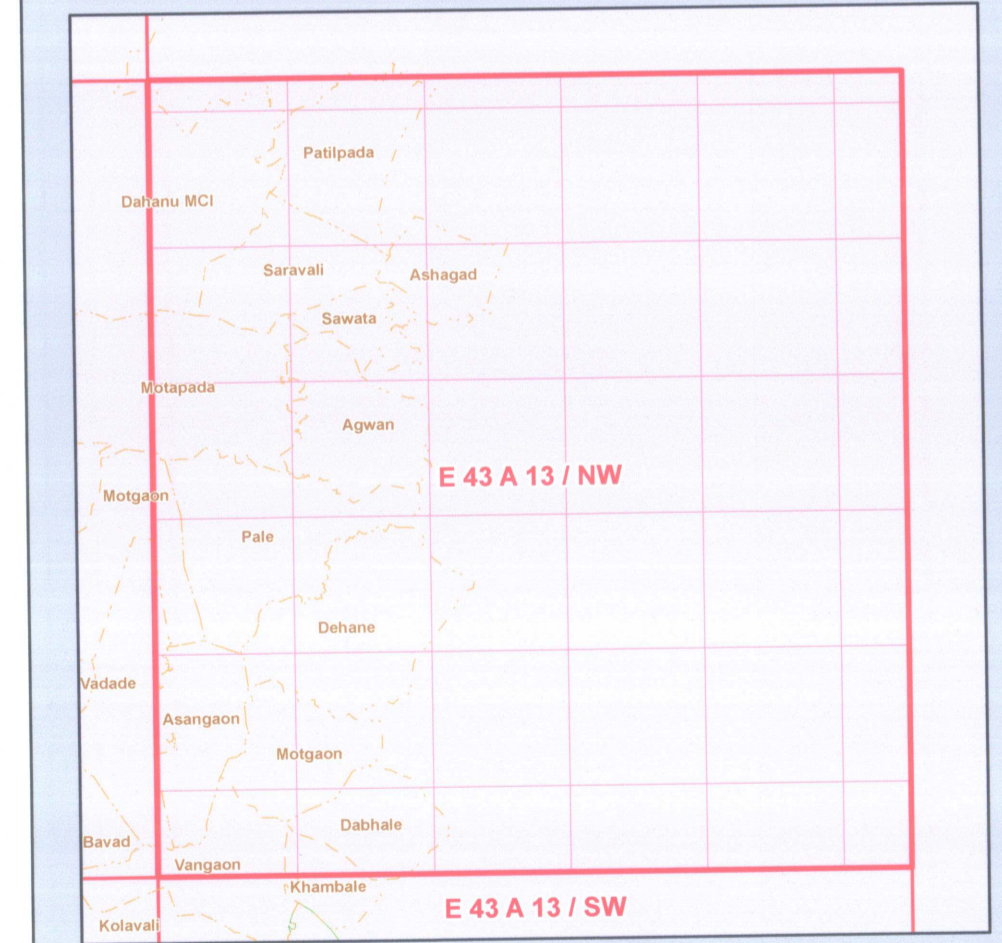 Patilpada
Dahanu MCl
Saravali
Ashagad
Sawata
Motapada
Agwan
E 43 A 13 / NW
Motgaon
Pale
Dehane
Vadade
Asangaon
Motgaon
Dabhale
Bavad
Vangaon
Khambale
E 43 A 13 / SW
Kolavali